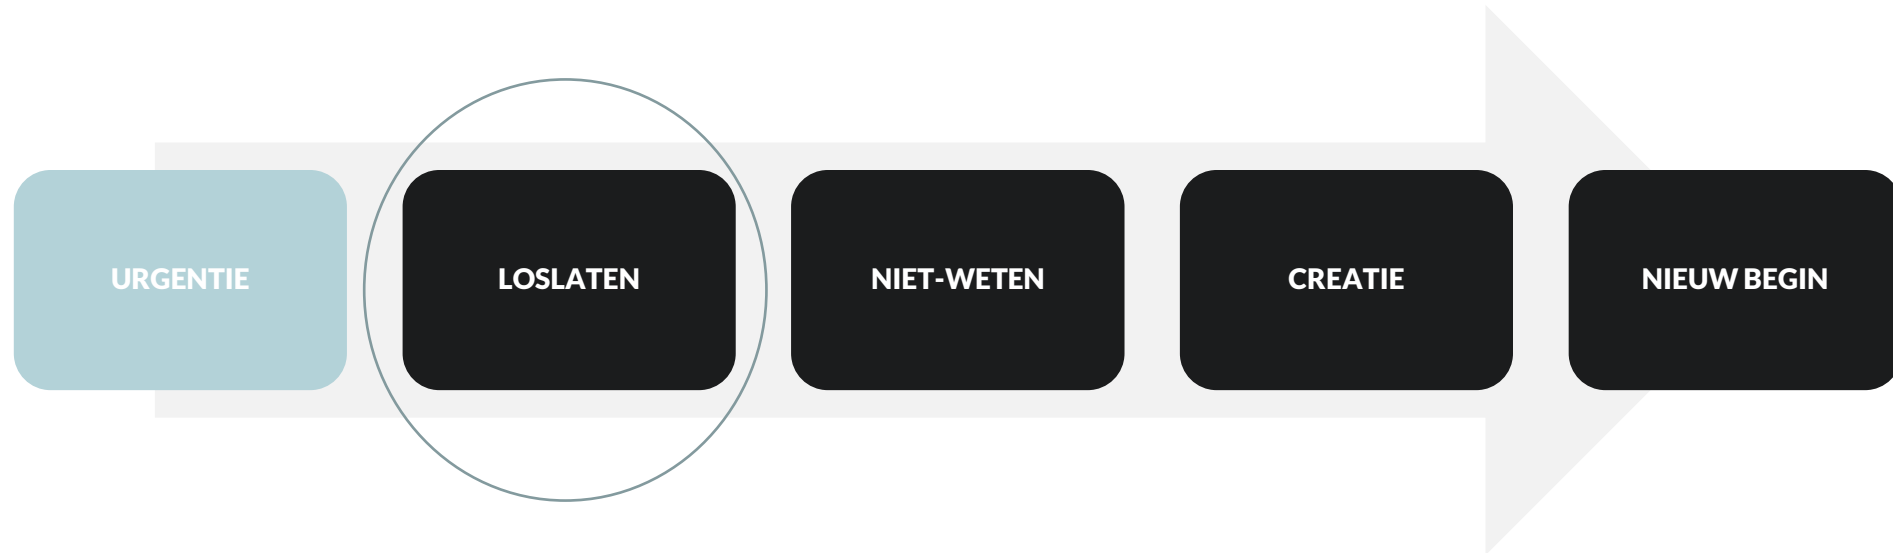 URGENTIE
LOSLATEN
NIET-WETEN
CREATIE
NIEUW BEGIN